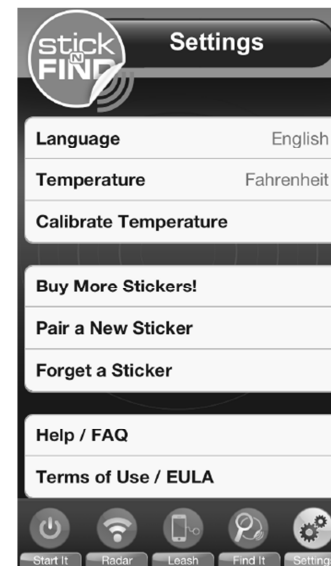 stick
N
FIND
Settings
Language English
Temperature Fahrenheit
Calibrate Temperature
Buy More Stickers!
Pair a New Sticker
Forget a Sticker
Help / FAQ
Terms of Use / EULA
Start It Radar Leash Find It Setting